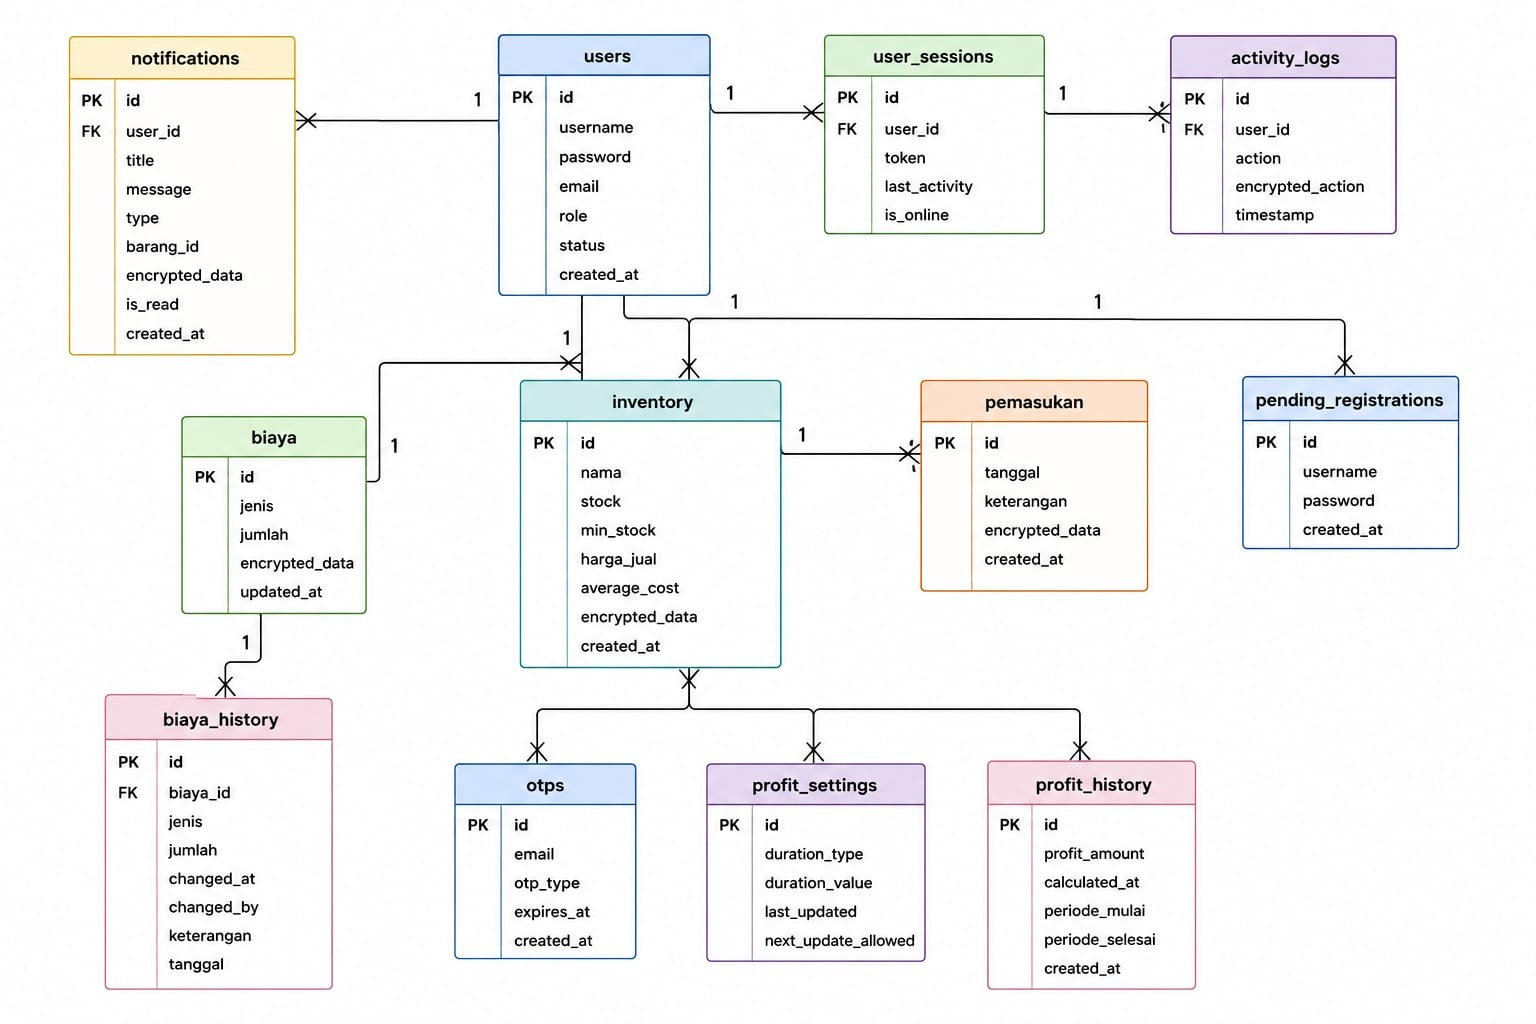 notifications
PK id
FK user_id
title
message
type
barang_id
encrypted_data
is_read
created_at
1
users
PK id
username
password
email
role
status
created_at
1
user_sessions
PK id
FK user_id
token
last_activity
is_online
1
activity_logs
PK id
FK user_id
action
encrypted_action
timestamp
1
1
1
1
biaya
PK id
jenis
jumlah
encrypted_data
updated_at
inventory
PK id
nama
stock
min_stock
harga_jual
average_cost
encrypted_data
created_at
1
pemasukan
PK id
tanggal
keterangan
encrypted_data
created_at
pending_registrations
PK id
username
password
created_at
1
biaya_history
PK id
FK biaya_id
jenis
jumlah
changed_at
changed_by
keterangan
tanggal
otps
PK id
email
otp_type
expires_at
created_at
profit_settings
PK id
duration_type
duration_value
last_updated
next_update_allowed
profit_history
PK id
profit_amount
calculated_at
periode_mulai
periode_selesai
created_at